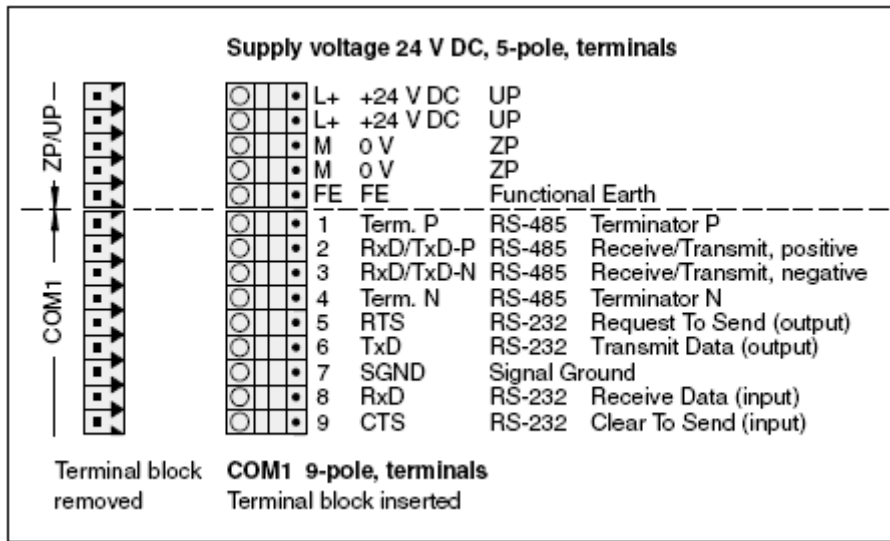 Supply voltage 24 V DC, 5-pole, terminals
ZP/UP
L+ +24 V DC UP
L+ +24 V DC UP
M 0 V ZP
M 0 V ZP
FE FE Functional Earth
COM1
1 Term. P RS-485 Terminator P
2 RxD/TxD-P RS-485 Receive/Transmit, positive
3 RxD/TxD-N RS-485 Receive/Transmit, negative
4 Term. N RS-485 Terminator N
5 RTS RS-232 Request To Send (output)
6 TxD RS-232 Transmit Data (output)
7 SGND Signal Ground
8 RxD RS-232 Receive Data (input)
9 CTS RS-232 Clear To Send (input)
Terminal block removed
COM1 9-pole, terminals
Terminal block inserted